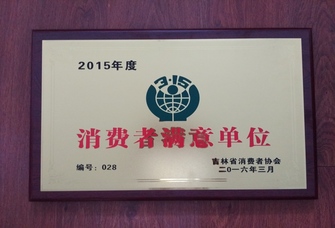 2015年度
3·15
消费者满意单位
编号：028
吉林省消费者协会
二〇一六年三月